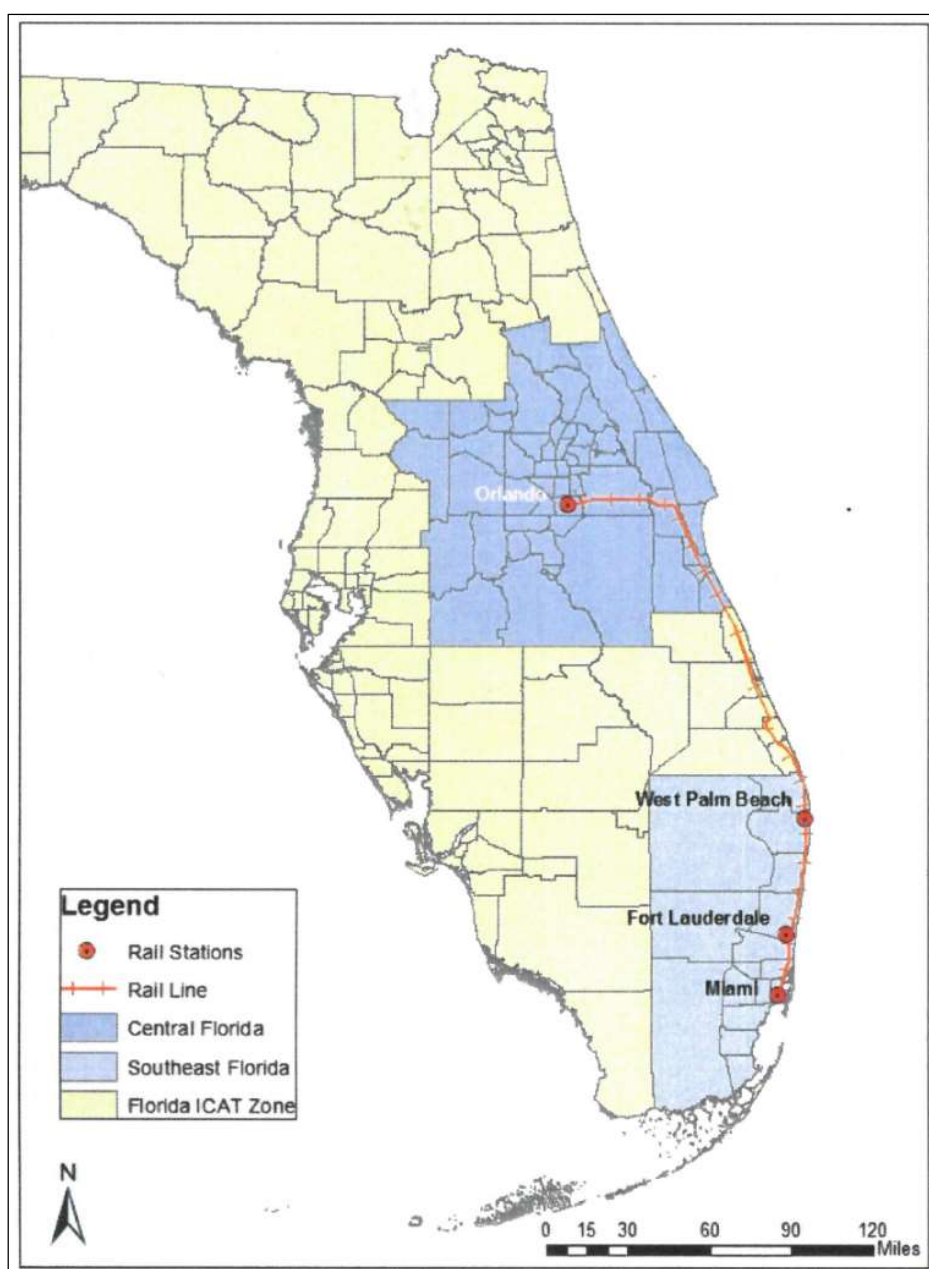 Orlando
West Palm Beach
Fort Lauderdale
Miami
Legend
Rail Stations
Rail Line
Central Florida
Southeast Florida
Florida ICAT Zone
N
0 15 30 60 90 120
Miles